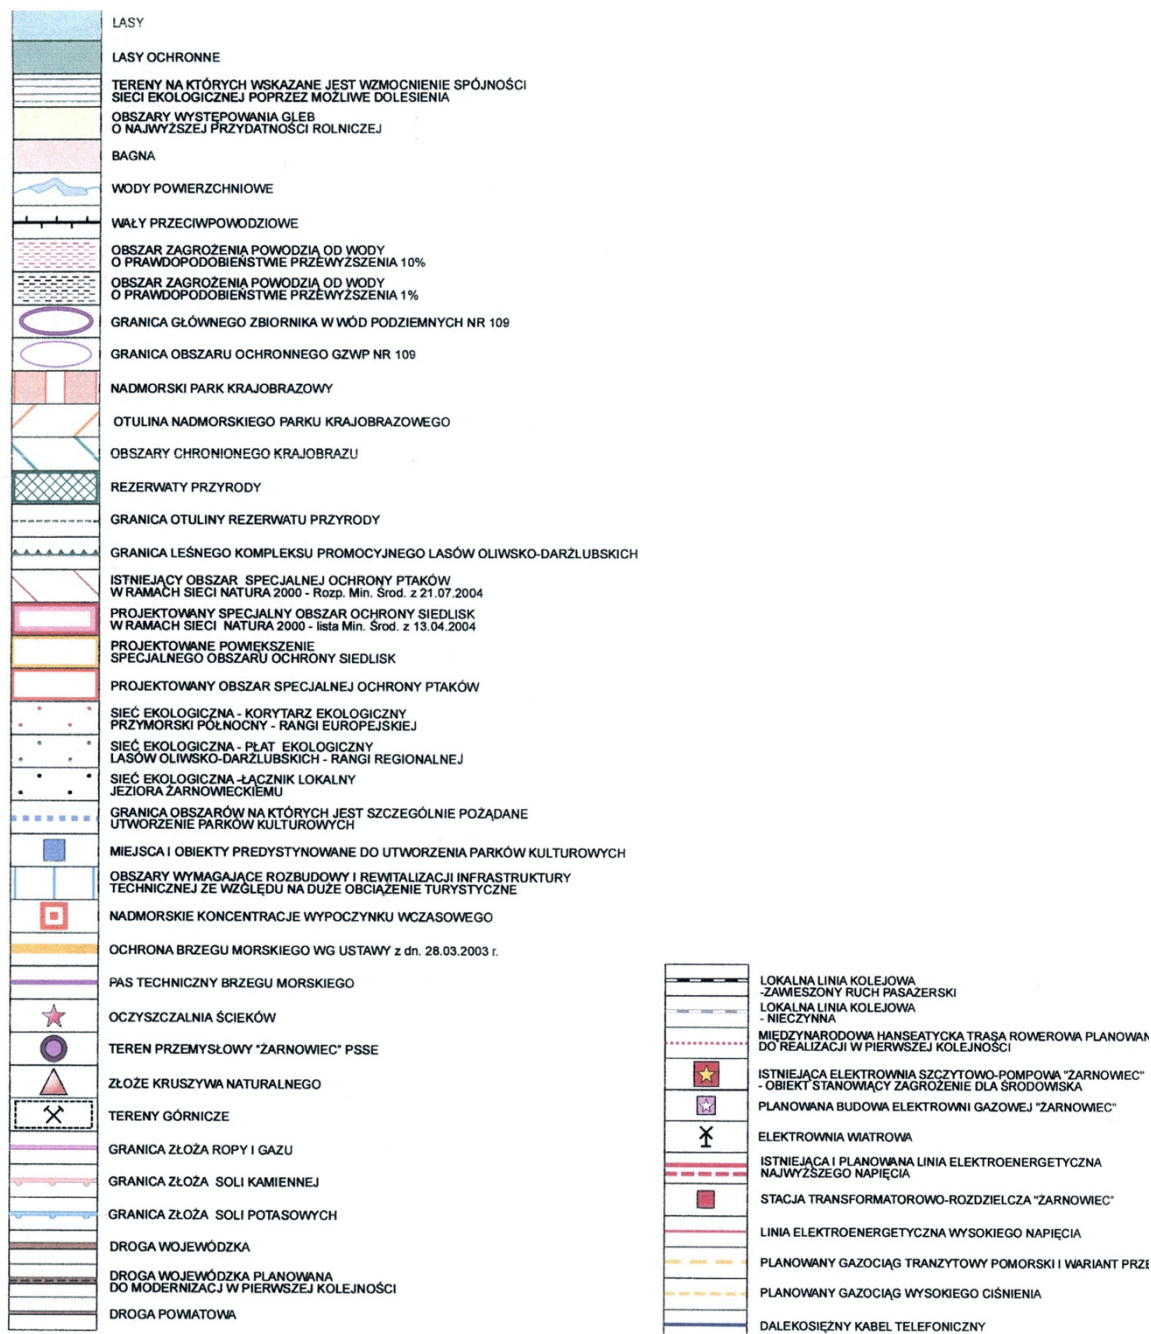 LASY
LASY OCHRONNE
TERENY NA KTÓRYCH WSKAZANE JEST WZMOCNIENIE SPÓJNOŚCI
SIECI EKOLOGICZNEJ POPRZEZ MOŻLIWE DOLESIENIA
OBSZARY WYSTĘPOWANIA GLEB
O NAJWYŻSZEJ PRZYDATNOŚCI ROLNICZEJ
BAGNA
WODY POWIERZCHNIOWE
WAŁY PRZECIWPOWODZIOWE
OBSZAR ZAGROŻENIA POWODZIĄ OD WODY
O PRAWDOPODOBIEŃSTWIE PRZEWYŻSZENIA 10%
OBSZAR ZAGROŻENIA POWODZIĄ OD WODY
O PRAWDOPODOBIEŃSTWIE PRZEWYŻSZENIA 1%
GRANICA GŁÓWNEGO ZBIORNIKA W WÓD PODZIEMNYCH NR 109
GRANICA OBSZARU OCHRONNEGO GZWP NR 109
NADMORSKI PARK KRAJOBRAZOWY
OTULINA NADMORSKIEGO PARKU KRAJOBRAZOWEGO
OBSZARY CHRONIONEGO KRAJOBRAZU
REZERWATY PRZYRODY
GRANICA OTULINY REZERWATU PRZYRODY
GRANICA LEŚNEGO KOMPLEKSU PROMOCYJNEGO LASÓW OLIWSKO-DARŻLUBSKICH
ISTNIEJĄCY OBSZAR SPECJALNEJ OCHRONY PTAKÓW
W RAMACH SIECI NATURA 2000 - Rozp. Min. Środ. z 21.07.2004
PROJEKTOWANY SPECJALNY OBSZAR OCHRONY SIEDLISK
W RAMACH SIECI NATURA 2000 - lista Min. Środ. z 13.04.2004
PROJEKTOWANE POWIĘKSZENIE
SPECJALNEGO OBSZARU OCHRONY SIEDLISK
PROJEKTOWANY OBSZAR SPECJALNEJ OCHRONY PTAKÓW
SIEĆ EKOLOGICZNA - KORYTARZ EKOLOGICZNY
PRZYMORSKI PÓŁNOCNY - RANGI EUROPEJSKIEJ
SIEĆ EKOLOGICZNA - PŁAT EKOLOGICZNY
LASÓW OLIWSKO-DARŻLUBSKICH - RANGI REGIONALNEJ
SIEĆ EKOLOGICZNA -ŁĄCZNIK LOKALNY
JEZIORA ŻARNOWIECKIEMU
GRANICA OBSZARÓW NA KTÓRYCH JEST SZCZEGÓLNIE POŻĄDANE
UTWORZENIE PARKÓW KULTUROWYCH
MIEJSCA I OBIEKTY PREDYSTYNOWANE DO UTWORZENIA PARKÓW KULTUROWYCH
OBSZARY WYMAGAJĄCE ROZBUDOWY I REWITALIZACJI INFRASTRUKTURY
TECHNICZNEJ ZE WZGLĘDU NA DUŻE OBCIĄŻENIE TURYSTYCZNE
NADMORSKIE KONCENTRACJE WYPOCZYNKU WCZASOWEGO
OCHRONA BRZEGU MORSKIEGO WG USTAWY z dn. 28.03.2003 r.
PAS TECHNICZNY BRZEGU MORSKIEGO
OCZYSZCZALNIA ŚCIEKÓW
TEREN PRZEMYSŁOWY "ŻARNOWIEC" PSSE
ZŁOŻE KRUSZYWA NATURALNEGO
TERENY GÓRNICZE
GRANICA ZŁOŻA ROPY I GAZU
GRANICA ZŁOŻA SOLI KAMIENNEJ
GRANICA ZŁOŻA SOLI POTASOWYCH
DROGA WOJEWÓDZKA
DROGA WOJEWÓDZKA PLANOWANA
DO MODERNIZACJ W PIERWSZEJ KOLEJNOŚCI
DROGA POWIATOWA
LOKALNA LINIA KOLEJOWA
-ZAWIESZONY RUCH PASAŻERSKI
LOKALNA LINIA KOLEJOWA
- NIECZYNNA
MIĘDZYNARODOWA HANSEATYCKA TRASA ROWEROWA PLANOWAN
DO REALIZACJI W PIERWSZEJ KOLEJNOŚCI
ISTNIEJĄCA ELEKTROWNIA SZCZYTOWO-POMPOWA "ŻARNOWIEC"
- OBIEKT STANOWIĄCY ZAGROŻENIE DLA ŚRODOWISKA
PLANOWANA BUDOWA ELEKTROWNI GAZOWEJ "ŻARNOWIEC"
ELEKTROWNIA WIATROWA
ISTNIEJĄCA I PLANOWANA LINIA ELEKTROENERGETYCZNA
NAJWYŻSZEGO NAPIĘCIA
STACJA TRANSFORMATOROWO-ROZDZIELCZA "ŻARNOWIEC"
LINIA ELEKTROENERGETYCZNA WYSOKIEGO NAPIĘCIA
PLANOWANY GAZOCIĄG TRANZYTOWY POMORSKI I WARIANT PRZE
PLANOWANY GAZOCIĄG WYSOKIEGO CIŚNIENIA
DALEKOSIĘŻNY KABEL TELEFONICZNY